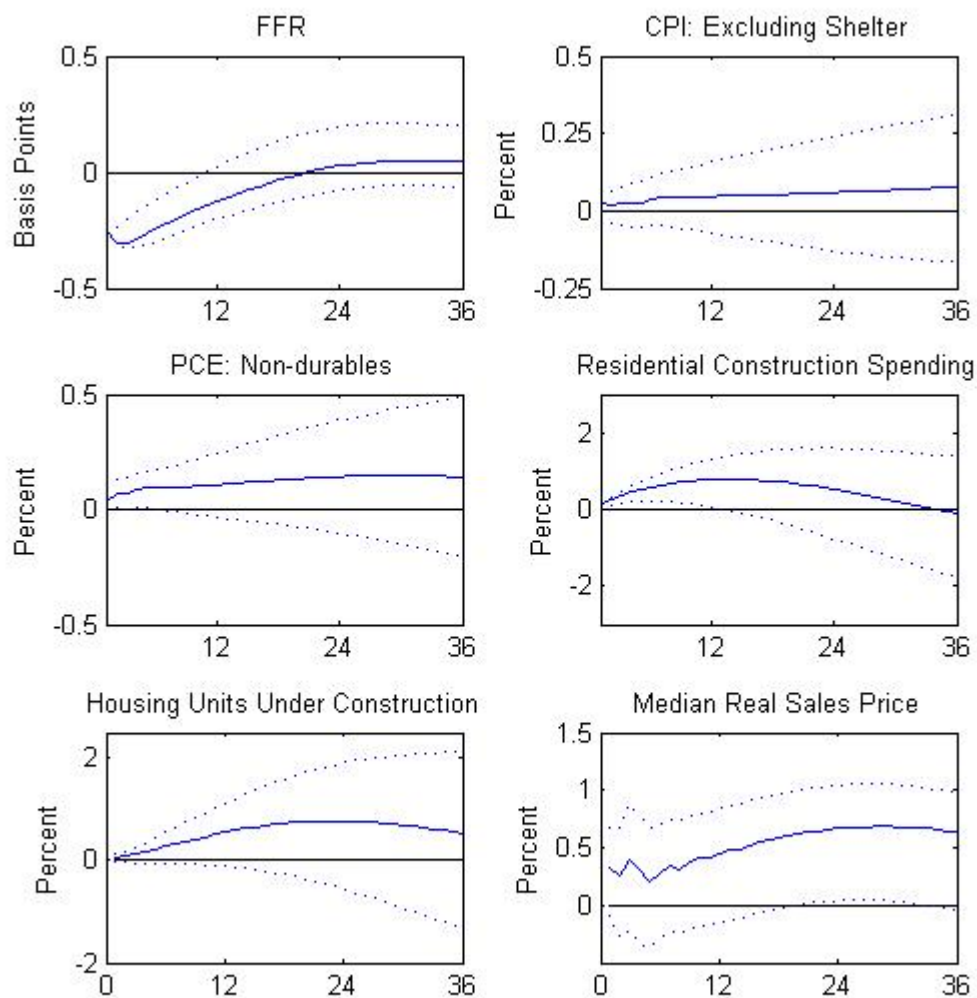 FFR
Basis Points
0.5
0
-0.5
12 24 36
CPI: Excluding Shelter
Percent
0.5
0.25
0
-0.25
12 24 36
PCE: Non-durables
Percent
0.5
0
-0.5
12 24 36
Residential Construction Spending
Percent
2
0
-2
12 24 36
Housing Units Under Construction
Percent
2
0
-2
0 12 24 36
Median Real Sales Price
Percent
1.5
1
0.5
0
0 12 24 36